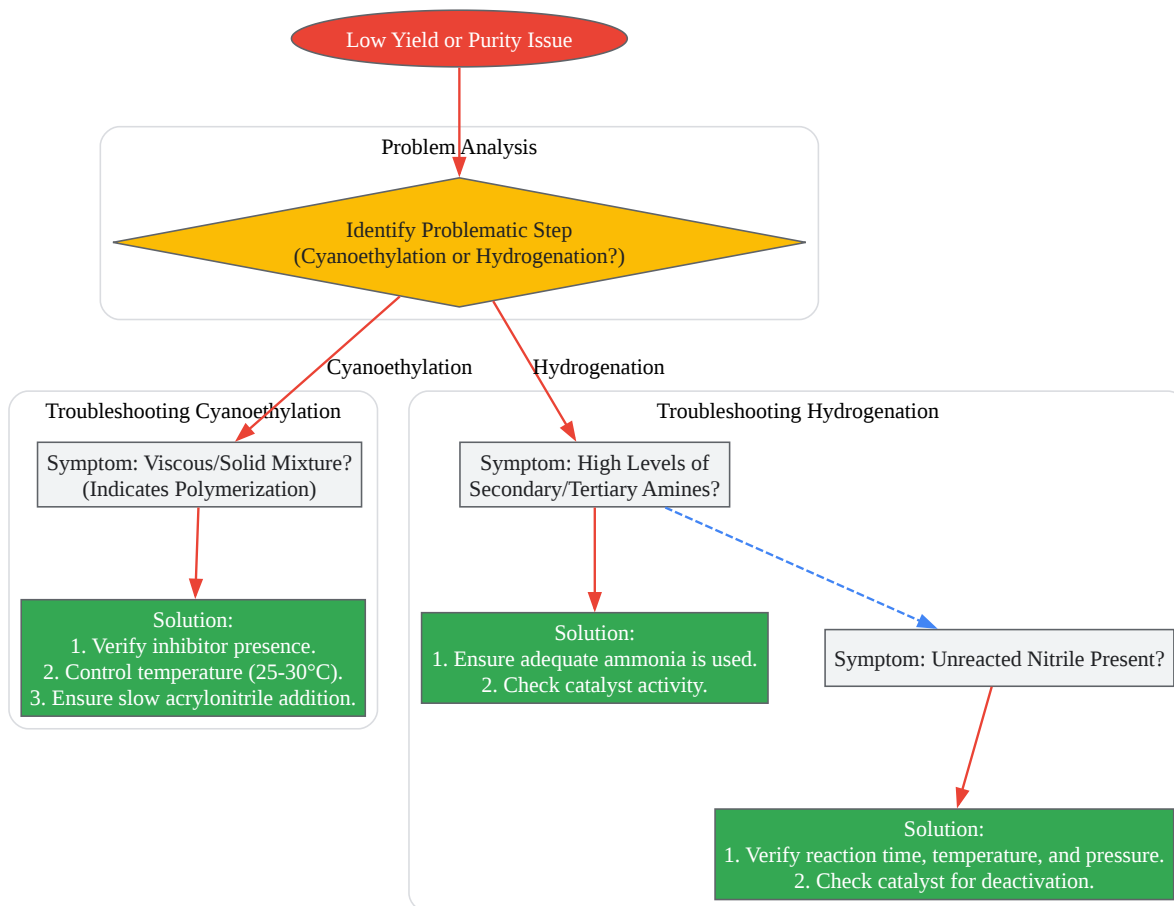 Low Yield or Purity Issue
Problem Analysis
Identify Problematic Step
(Cyanoethylation or Hydrogenation?)
Cyanoethylation
Hydrogenation
Troubleshooting Cyanoethylation
Symptom: Viscous/Solid Mixture?
(Indicates Polymerization)
Solution:
1. Verify inhibitor presence.
2. Control temperature (25-30°C).
3. Ensure slow acrylonitrile addition.
Troubleshooting Hydrogenation
Symptom: High Levels of
Secondary/Tertiary Amines?
Solution:
1. Ensure adequate ammonia is used.
2. Check catalyst activity.
Symptom: Unreacted Nitrile Present?
Solution:
1. Verify reaction time, temperature, and pressure.
2. Check catalyst for deactivation.